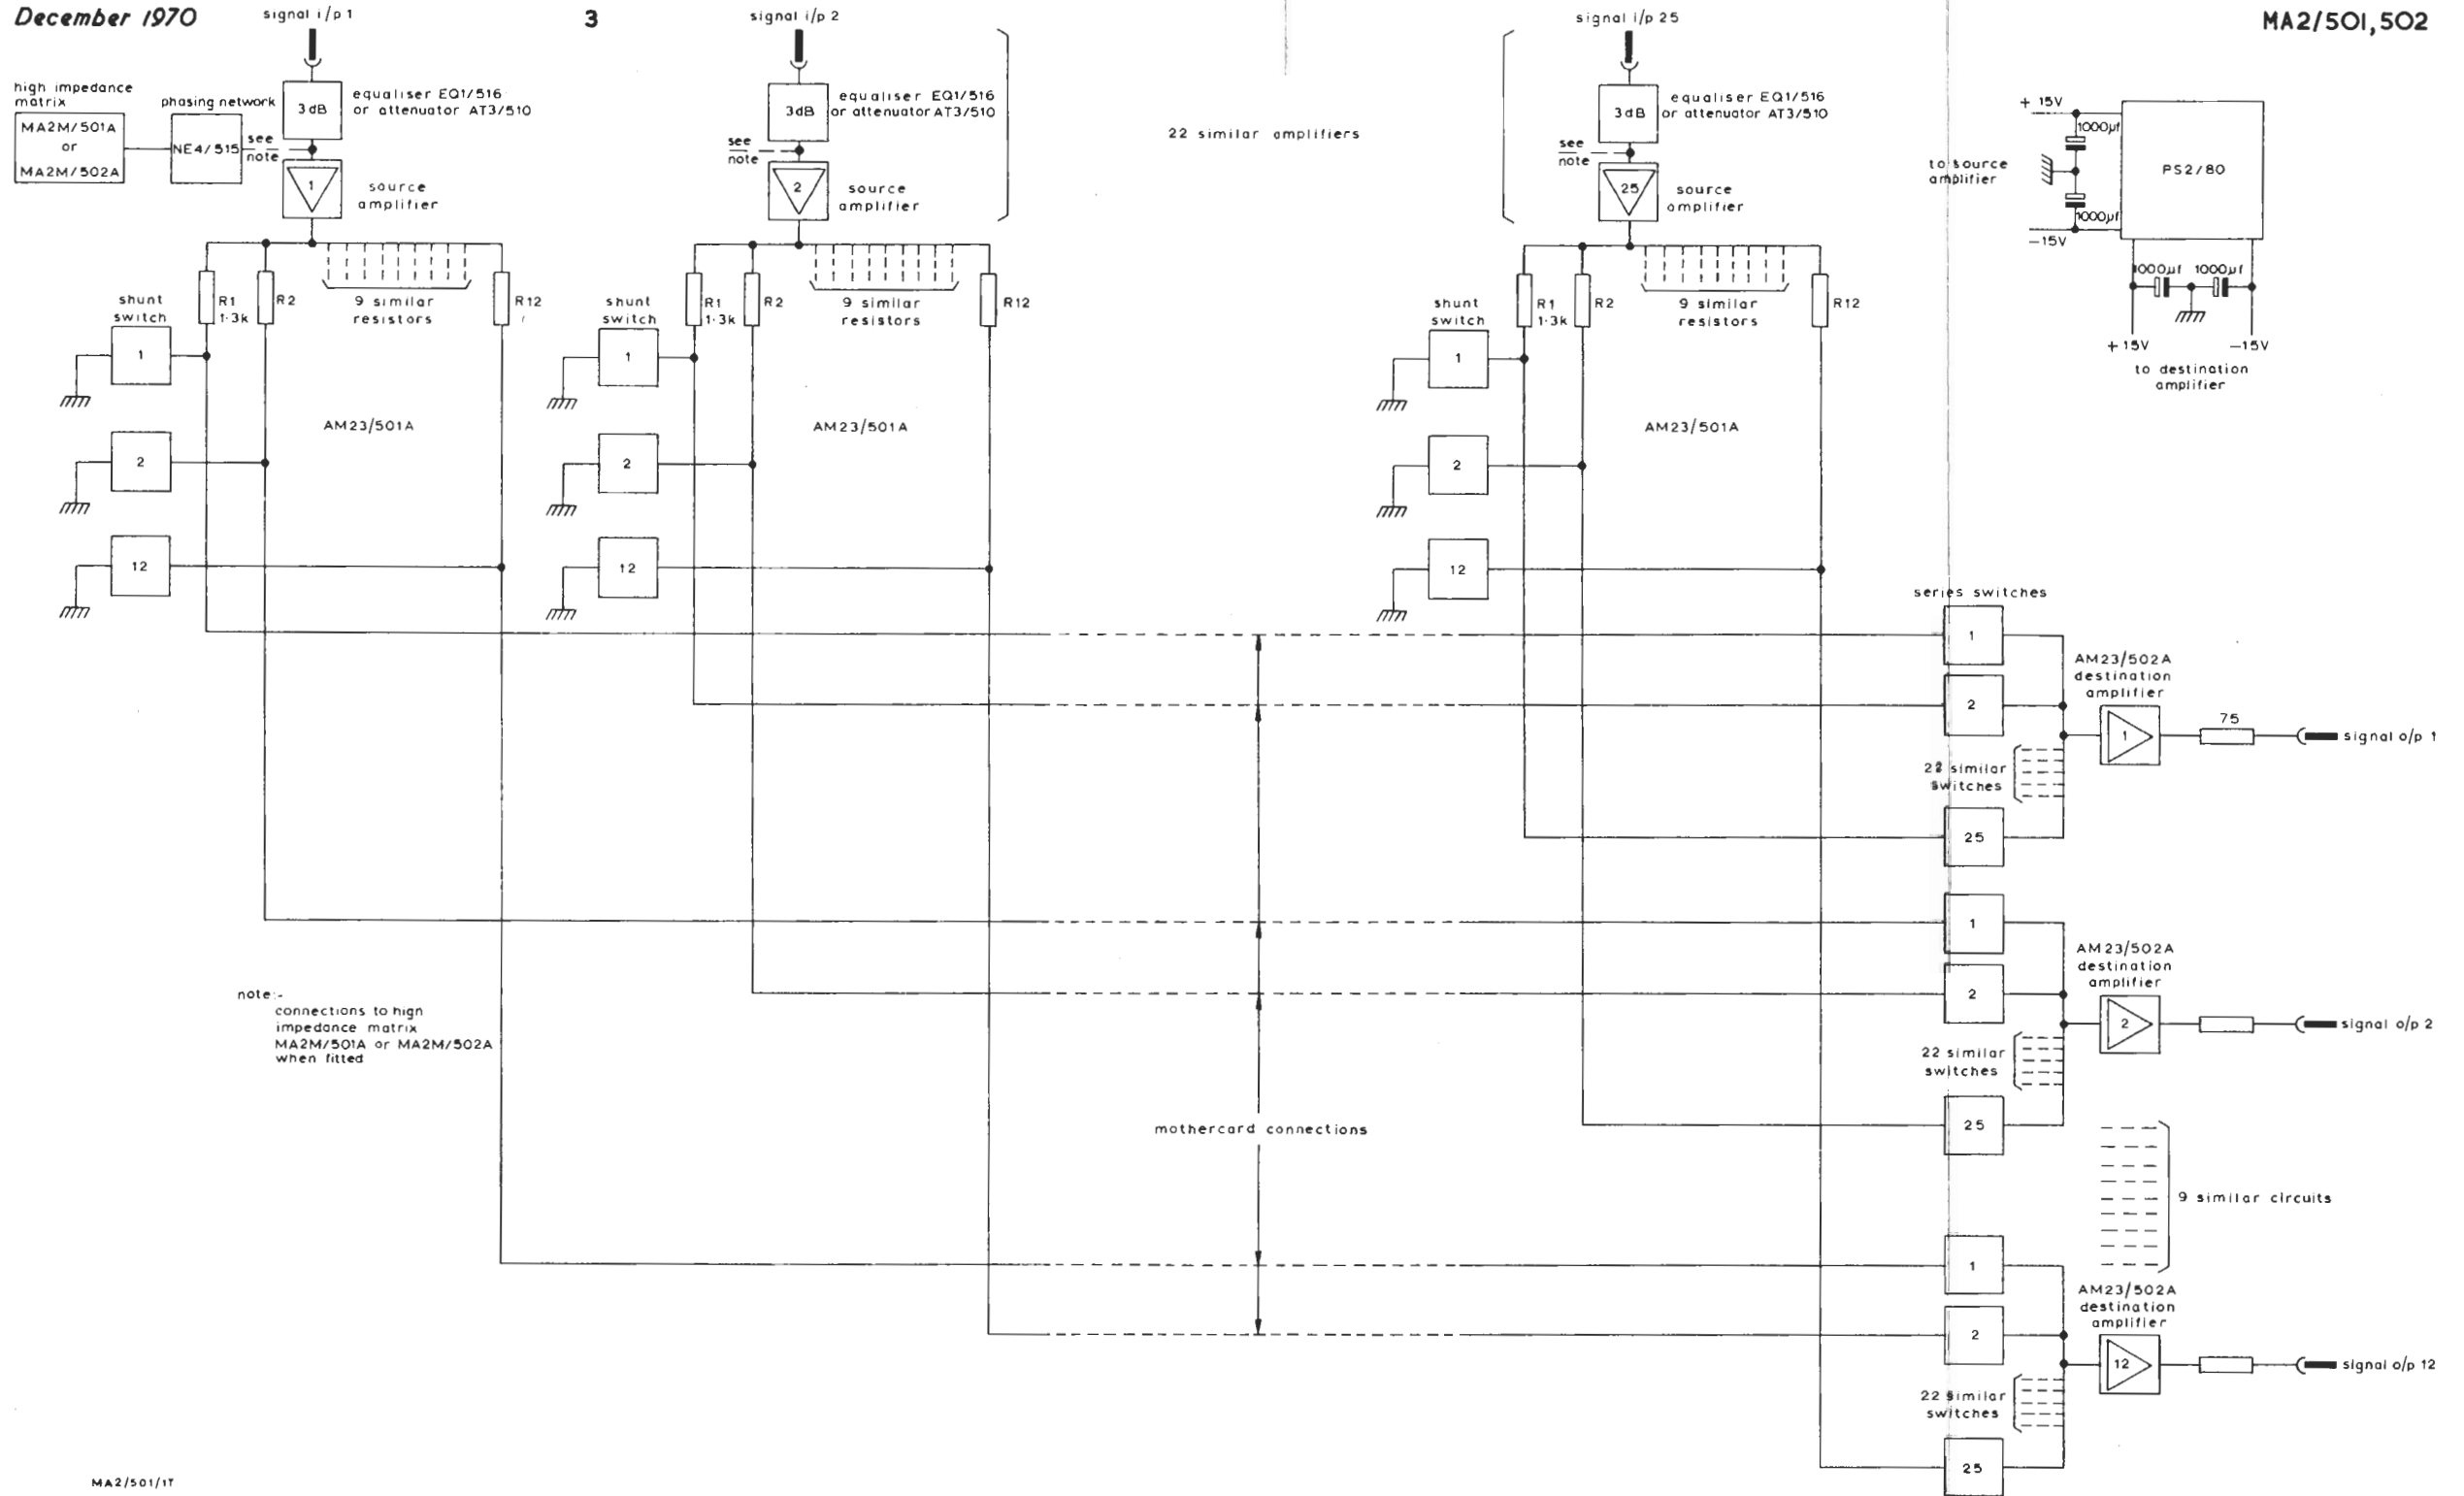 December 1970
3
MA2/501,502
signal i/p 1
signal i/p 2
signal i/p 25
high impedance
matrix
MA2M/501A
or
MA2M/502A
phasing network
NE4/515
see
note
3dB
equaliser EQ1/516
or attenuator AT3/510
1
source
amplifier
see
note
3dB
equaliser EQ1/516
or attenuator AT3/510
2
source
amplifier
22 similar amplifiers
see
note
3dB
equaliser EQ1/516
or attenuator AT3/510
25
source
amplifier
+ 15V
1000µf
to source
amplifier
PS2/80
1000µf
—15V
1000µf 1000µf
+ 15V
—15V
to destination
amplifier
shunt
switch
R1
1·3k
R2
9 similar
resistors
R12
1
2
12
AM23/501A
shunt
switch
R1
1·3k
R2
9 similar
resistors
R12
1
2
12
AM23/501A
shunt
switch
R1
1·3k
R2
9 similar
resistors
R12
1
2
12
AM23/501A
series switches
1
2
22 similar
switches
25
AM23/502A
destination
amplifier
1
75
signal o/p 1
1
2
22 similar
switches
25
AM23/502A
destination
amplifier
2
signal o/p 2
note:-
connections to hign
impedance matrix
MA2M/501A or MA2M/502A
when fitted
mothercard connections
9 similar circuits
1
2
22 similar
switches
25
AM23/502A
destination
amplifier
12
signal o/p 12
MA2/501/1T